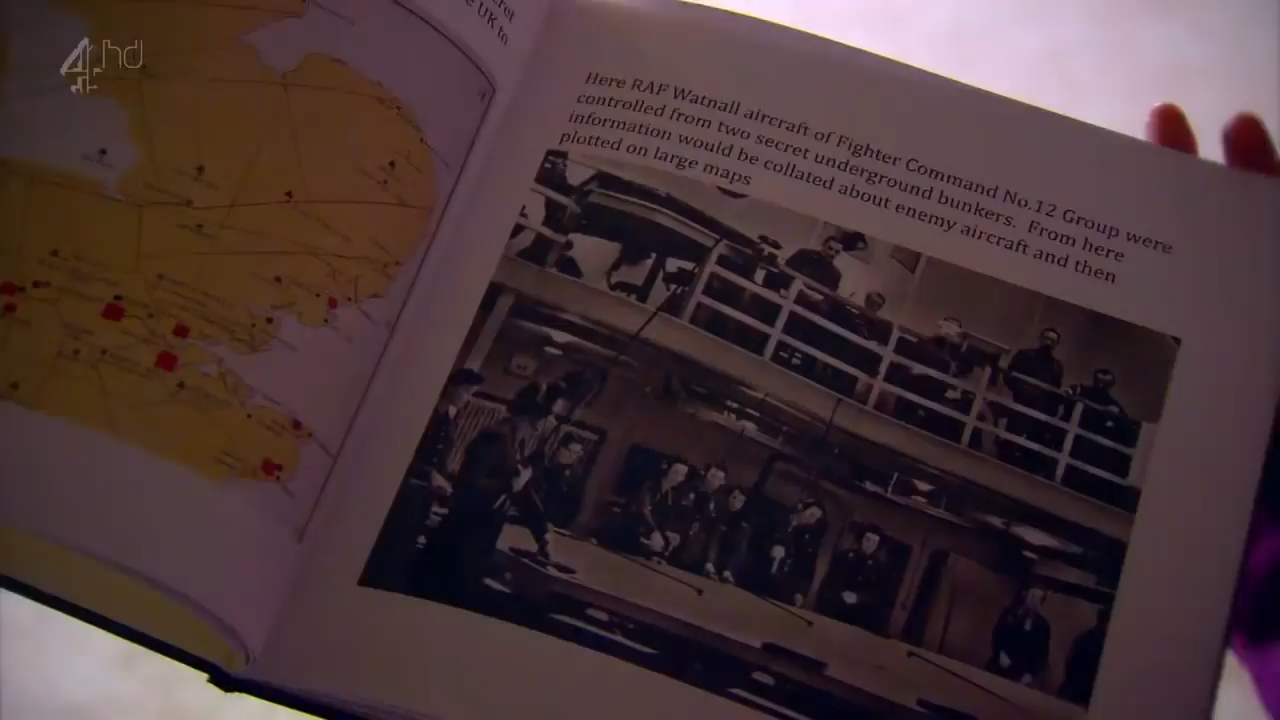 4hd
cret
e UK to
Here RAF Watnall aircraft of Fighter Command No.12 Group were
controlled from two secret underground bunkers. From here
information would be collated about enemy aircraft and then
plotted on large maps